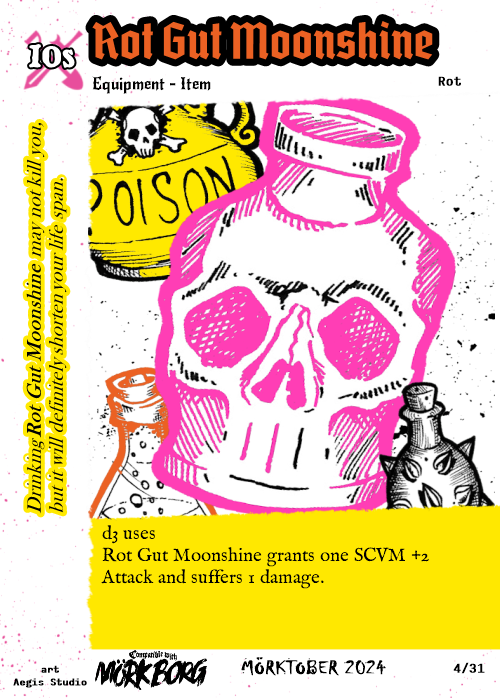 10s
Rot Gut Moonshine
Equipment - Item
Rot
POISON
Drinking Rot Gut Moonshine may not kill you,
but it will definitely shorten your life span.
d3 uses
Rot Gut Moonshine grants one SCVM +2
Attack and suffers 1 damage.
art
Aegis Studio
Compatible with
MÖRK BORG
MÖRKTOBER 2024
4/31